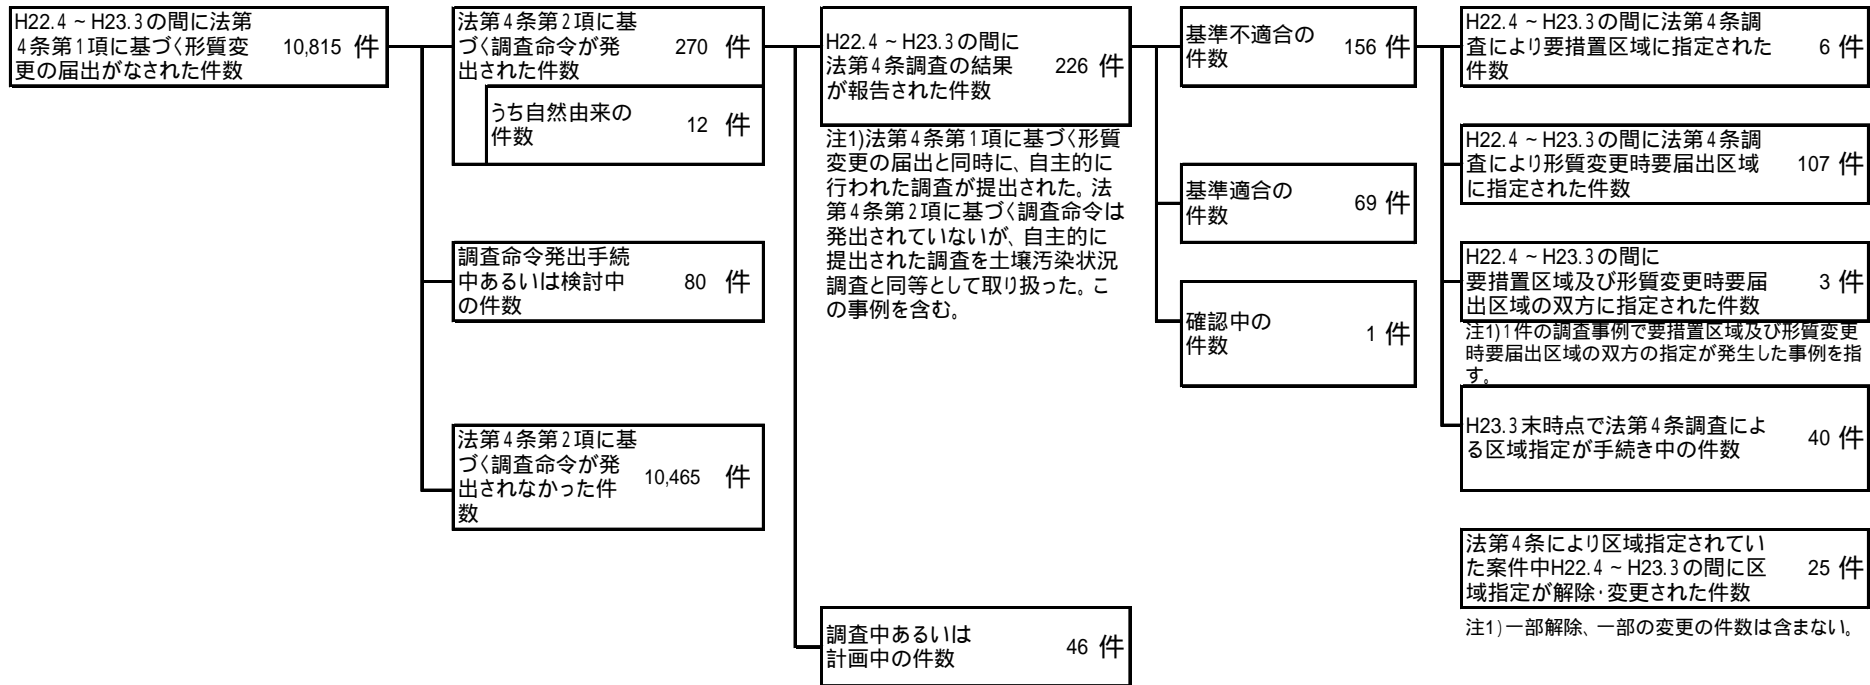 H22.4～H23.3の間に法第
4条第1項に基づく形質変
更の届出がなされた件数
10,815 件
法第4条第2項に基
づく調査命令が発
出された件数
270 件
うち自然由来の
件数
12 件
調査命令発出手続
中あるいは検討中
の件数
80 件
法第4条第2項に基
づく調査命令が発
出されなかった件
数
10,465 件
H22.4～H23.3の間に
法第4条調査の結果
が報告された件数
226 件
注1)法第4条第1項に基づく形質
変更の届出と同時に、自主的に
行われた調査が提出された。法
第4条第2項に基づく調査命令は
発出されていないが、自主的に
提出された調査を土壌汚染状況
調査と同等として取り扱った。こ
の事例を含む。
調査中あるいは
計画中の件数
46 件
基準不適合の
件数
156 件
基準適合の
件数
69 件
確認中の
件数
1 件
H22.4～H23.3の間に法第4条調
査により要措置区域に指定された
件数
6 件
H22.4～H23.3の間に法第4条調
査により形質変更時要届出区域
に指定された件数
107 件
H22.4～H23.3の間に
要措置区域及び形質変更時要届
出区域の双方に指定された件数
3 件
注1)1件の調査事例で要措置区域及び形質変更
時要届出区域の双方の指定が発生した事例を指
す。
H23.3末時点で法第4条調査によ
る区域指定が手続き中の件数
40 件
法第4条により区域指定されてい
た案件中H22.4～H23.3の間に区
域指定が解除・変更された件数
25 件
注1)一部解除、一部の変更の件数は含まない。